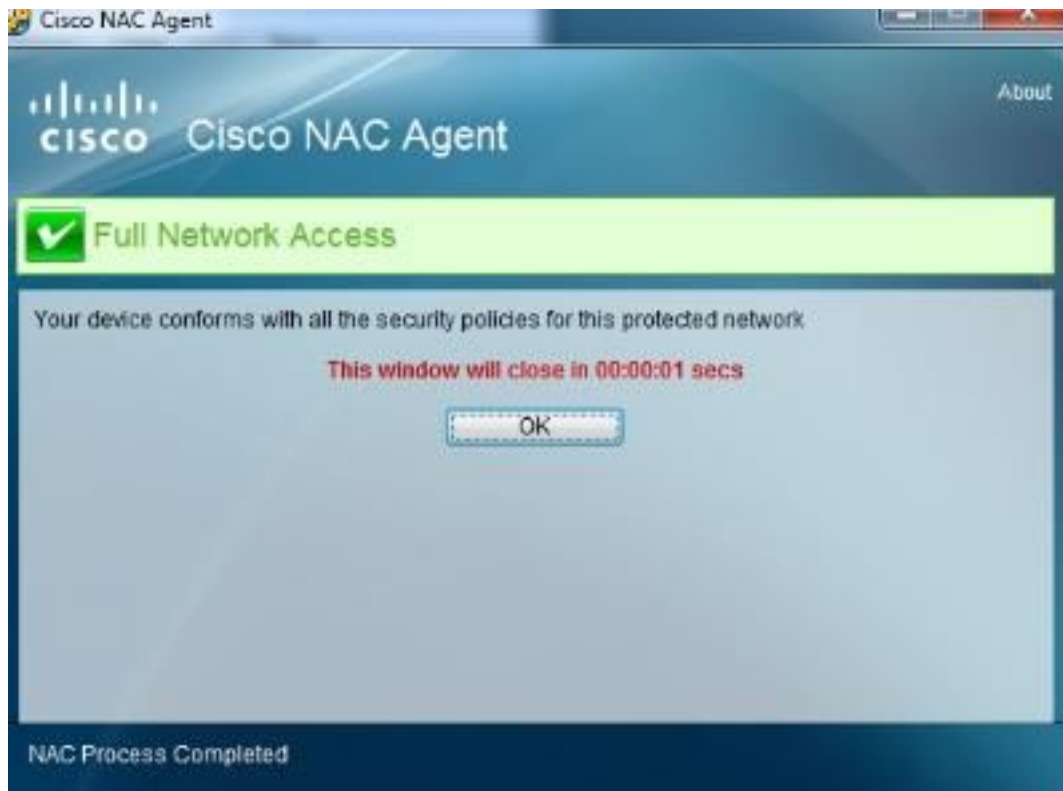 Cisco NAC Agent
About
CISCO
Cisco NAC Agent
Full Network Access
Your device conforms with all the security policies for this protected network
This window will close in 00:00:01 secs
OK
NAC Process Completed